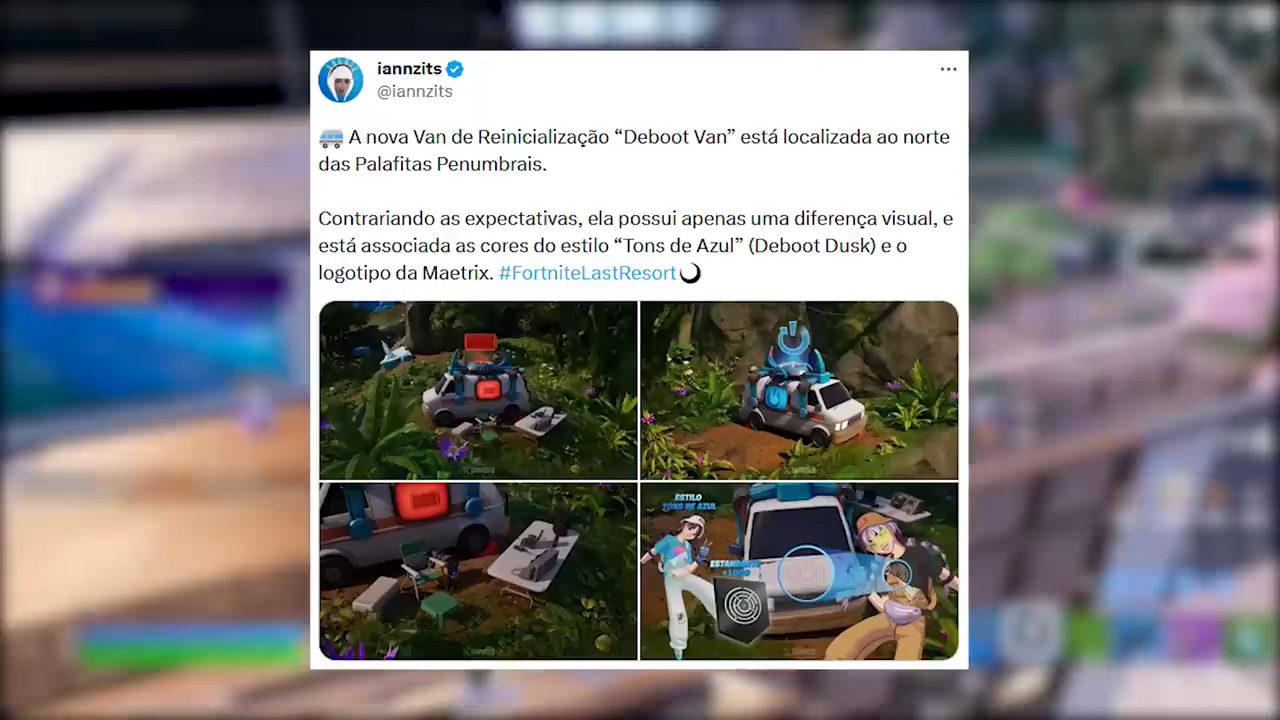 iannzits
@iannzits
🚐 A nova Van de Reinicialização “Deboot Van” está localizada ao norte
das Palafitas Penumbrais.
Contrariando as expectativas, ela possui apenas uma diferença visual, e
está associada as cores do estilo “Tons de Azul” (Deboot Dusk) e o
logotipo da Maetrix. #FortniteLastResort
ESTILO
TONS DE AZUL
ESTANDARTE